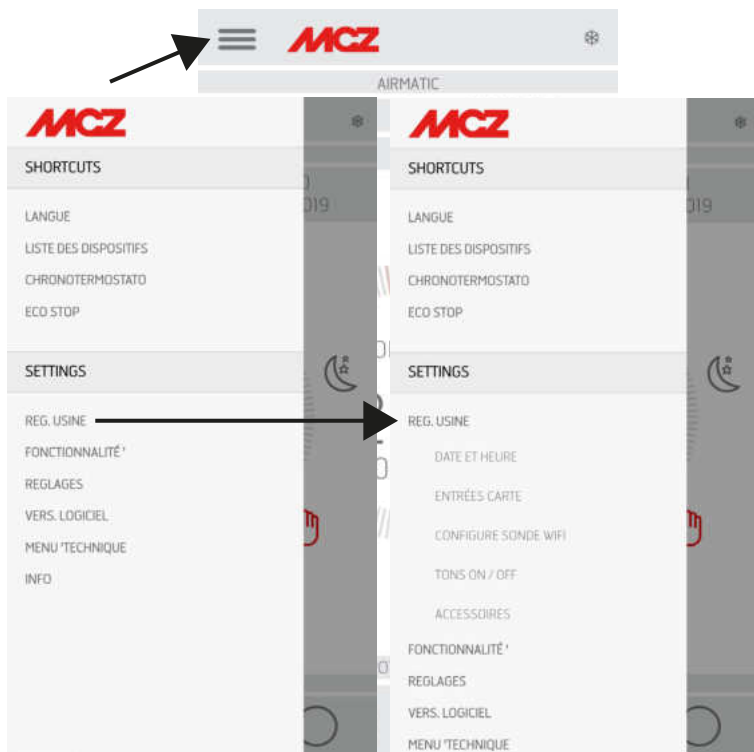 MCZ
AIRMATIC
MCZ
SHORTCUTS
LANGUE
LISTE DES DISPOSITIFS
CHRONOTERMOSTATO
ECO STOP
SETTINGS
REG. USINE
FONCTIONNALITÉ '
REGLAGES
VERS. LOGICIEL
MENU 'TECHNIQUE
INFO
019
MCZ
SHORTCUTS
LANGUE
LISTE DES DISPOSITIFS
CHRONOTERMOSTATO
ECO STOP
SETTINGS
REG. USINE
DATE ET HEURE
ENTRÉES CARTE
CONFIGURE SONDE WIFI
TONS ON / OFF
ACCESSOIRES
FONCTIONNALITÉ '
REGLAGES
VERS. LOGICIEL
MENU 'TECHNIQUE
019